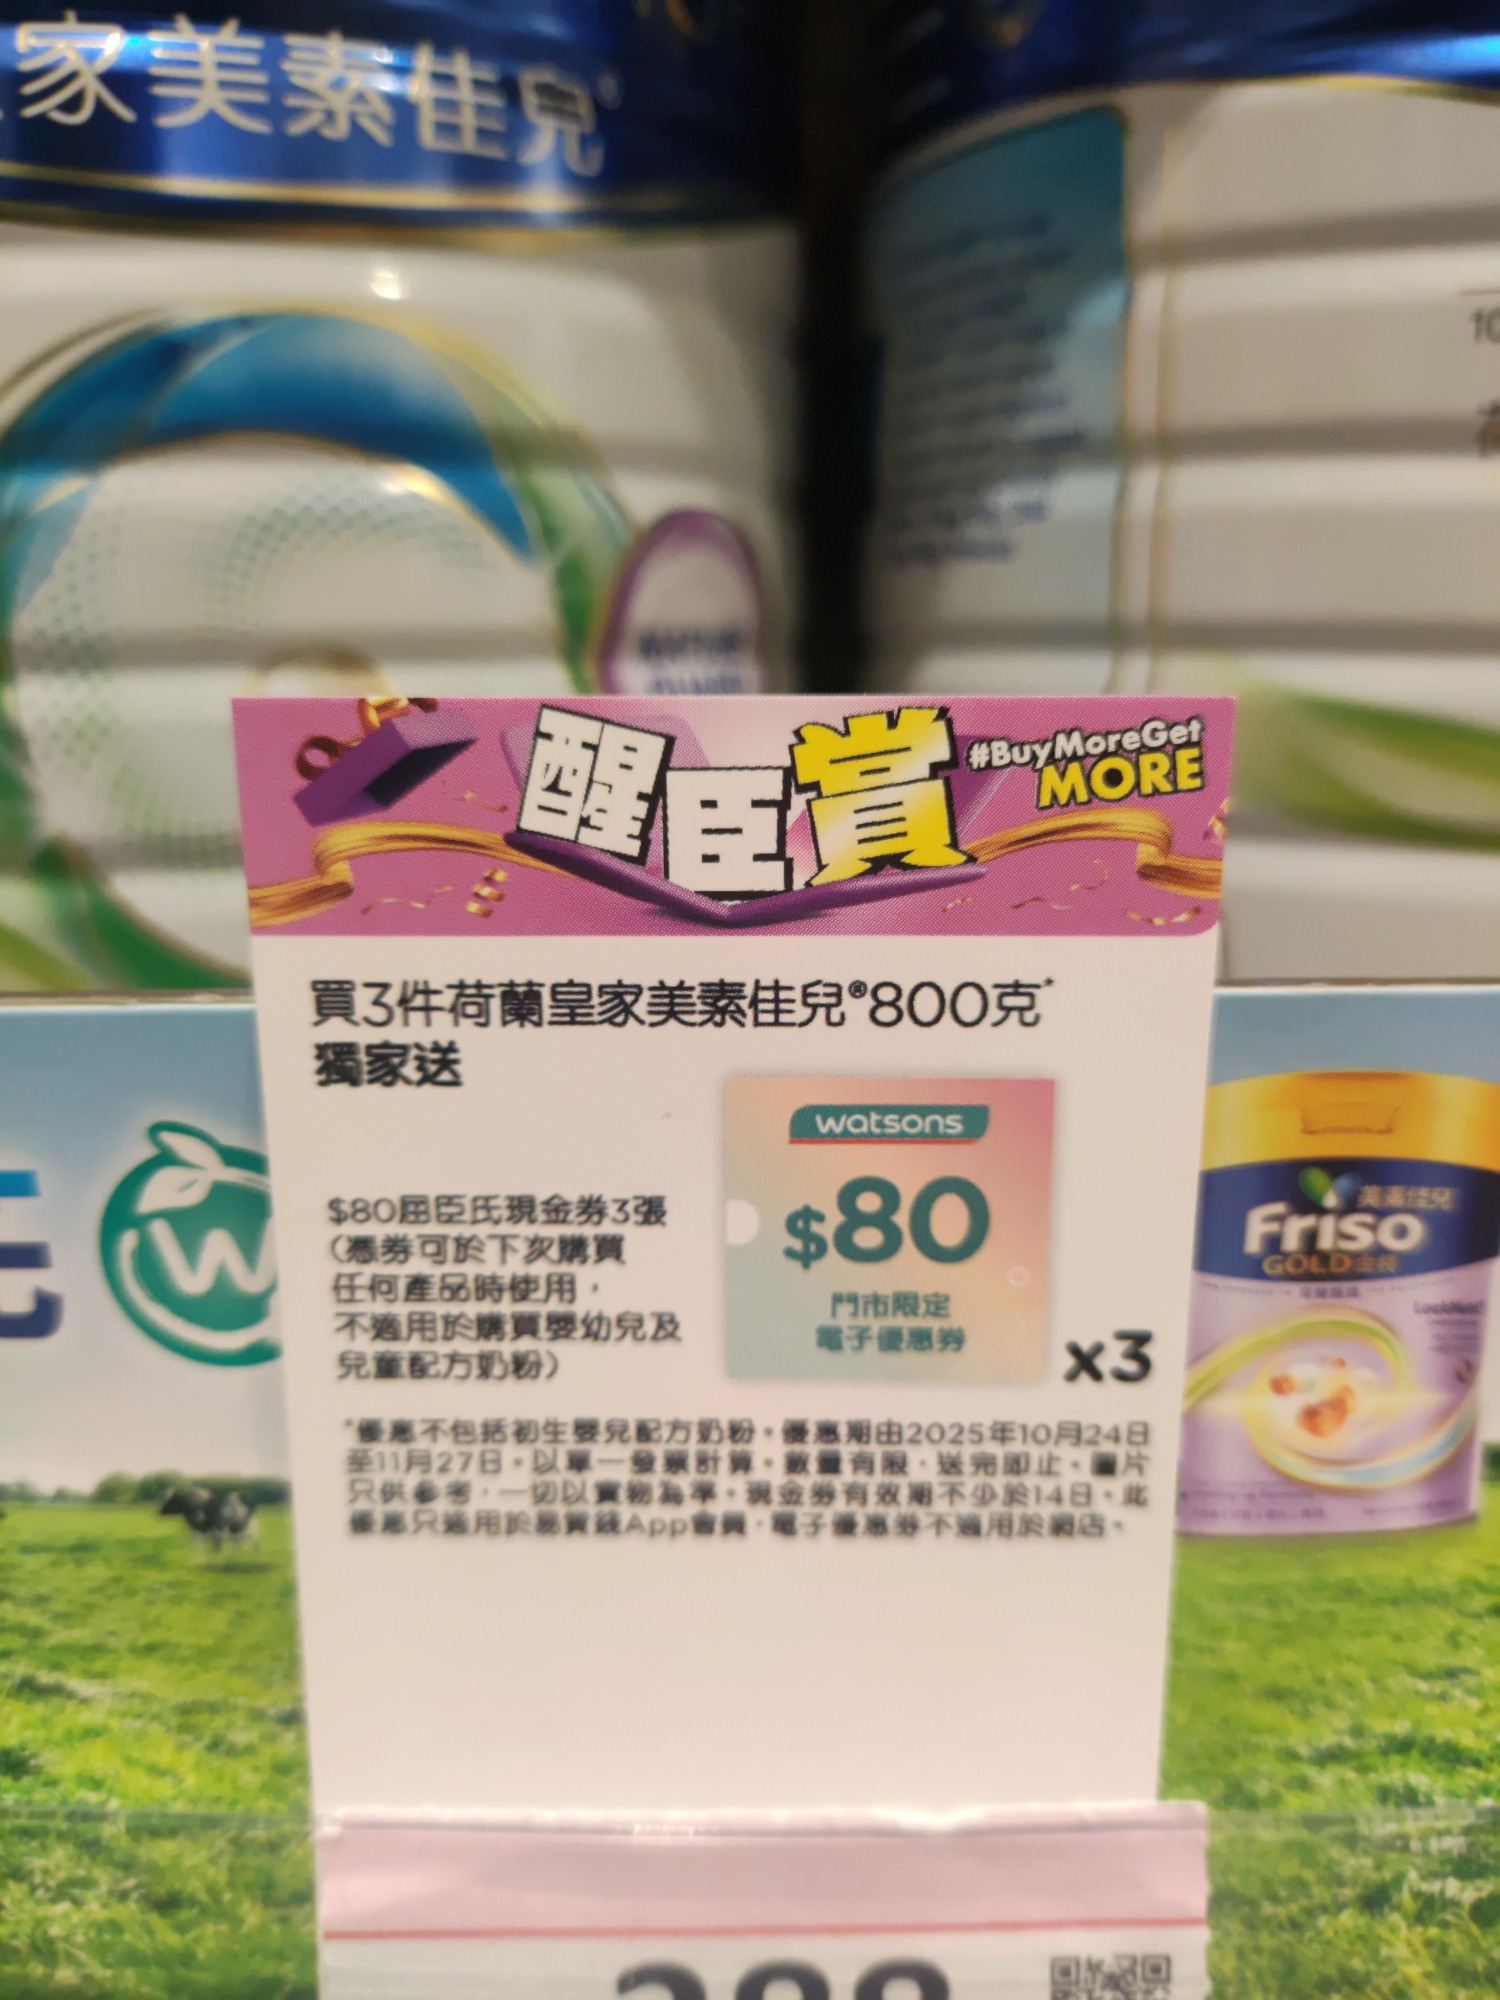 家美素佳兒
10
醒臣賞
#BuyMoreGet
MORE
買3件荷蘭皇家美素佳兒®800克*
獨家送
$80屈臣氏現金券3張
(憑券可於下次購買
任何產品時使用，
不適用於購買嬰幼兒及
兒童配方奶粉)
watsons
$80
門市限定
電子優惠券
x3
*優惠不包括初生嬰兒配方奶粉。優惠期由2025年10月24日
至11月27日。以單一發票計算。數量有限，送完即止。圖片
只供參考，一切以實物為準。現金券有效期不少於14日。此
優惠只適用於易賞錢App會員，電子優惠券不適用於網店。
W
美素佳兒
Friso
GOLD金裝